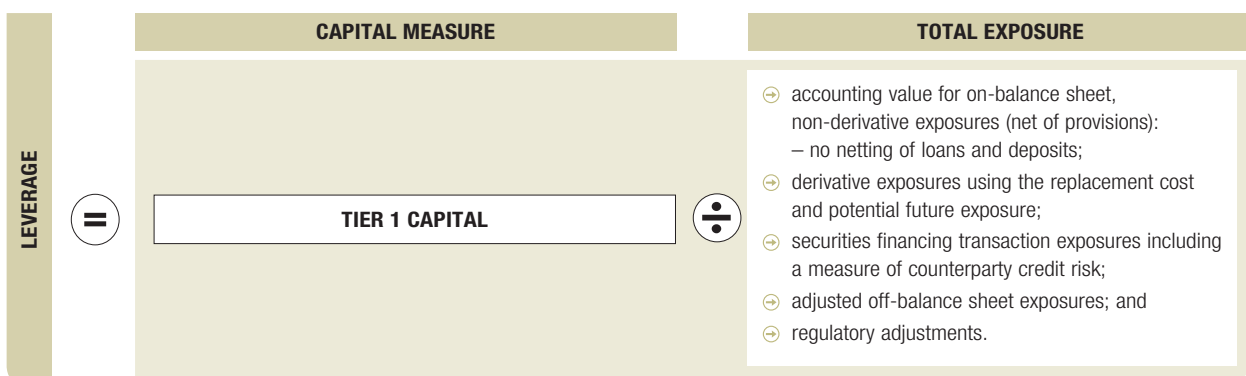 CAPITAL MEASURE
TOTAL EXPOSURE
LEVERAGE
=
TIER 1 CAPITAL
÷
→ accounting value for on-balance sheet,
non-derivative exposures (net of provisions):
– no netting of loans and deposits;
→ derivative exposures using the replacement cost
and potential future exposure;
→ securities financing transaction exposures including
a measure of counterparty credit risk;
→ adjusted off-balance sheet exposures; and
→ regulatory adjustments.